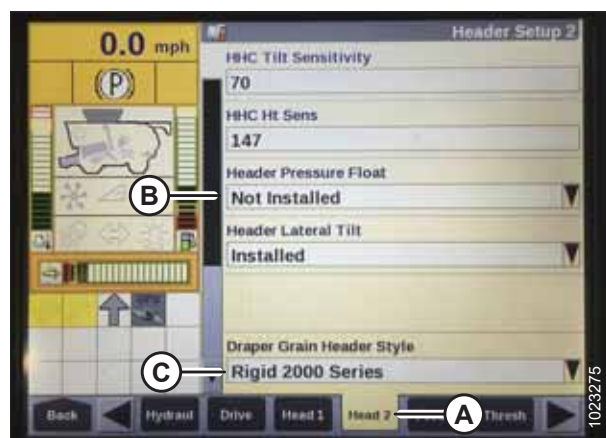 0.0 mph
(P)
Header Setup 2
HHC Tilt Sensitivity
70
HHC Ht Sens
147
Header Pressure Float
B
Not Installed
Header Lateral Tilt
Installed
Draper Grain Header Style
C
Rigid 2000 Series
Back
Hydraul
Drive
Head 1
Head 2
A
Thresh
1023275